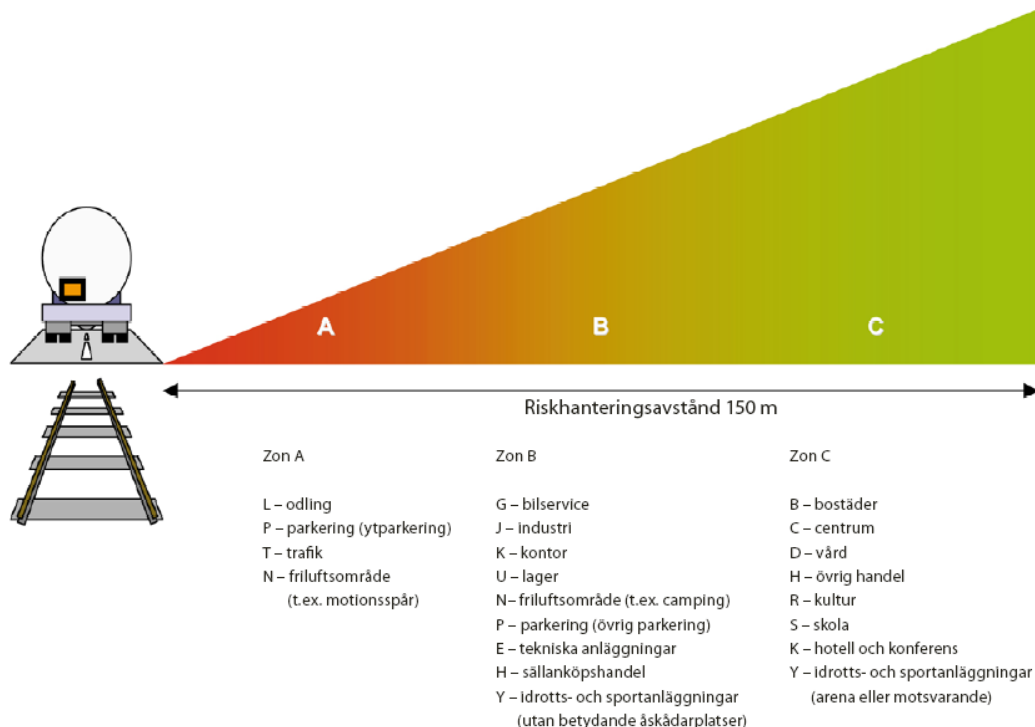 A
B
C
Riskhanteringsavstånd 150 m
Zon A
L – odling
P – parkering (ytparkering)
T – trafik
N – friluftsområde
(t.ex. motionsspår)
Zon B
G – bilservice
J – industri
K – kontor
U – lager
N– friluftsområde (t.ex. camping)
P – parkering (övrig parkering)
E – tekniska anläggningar
H – sällanköpshandel
Y – idrotts- och sportanläggningar
(utan betydande åskådarplatser)
Zon C
B – bostäder
C – centrum
D – vård
H – övrig handel
R – kultur
S – skola
K – hotell och konferens
Y – idrotts- och sportanläggningar
(arena eller motsvarande)